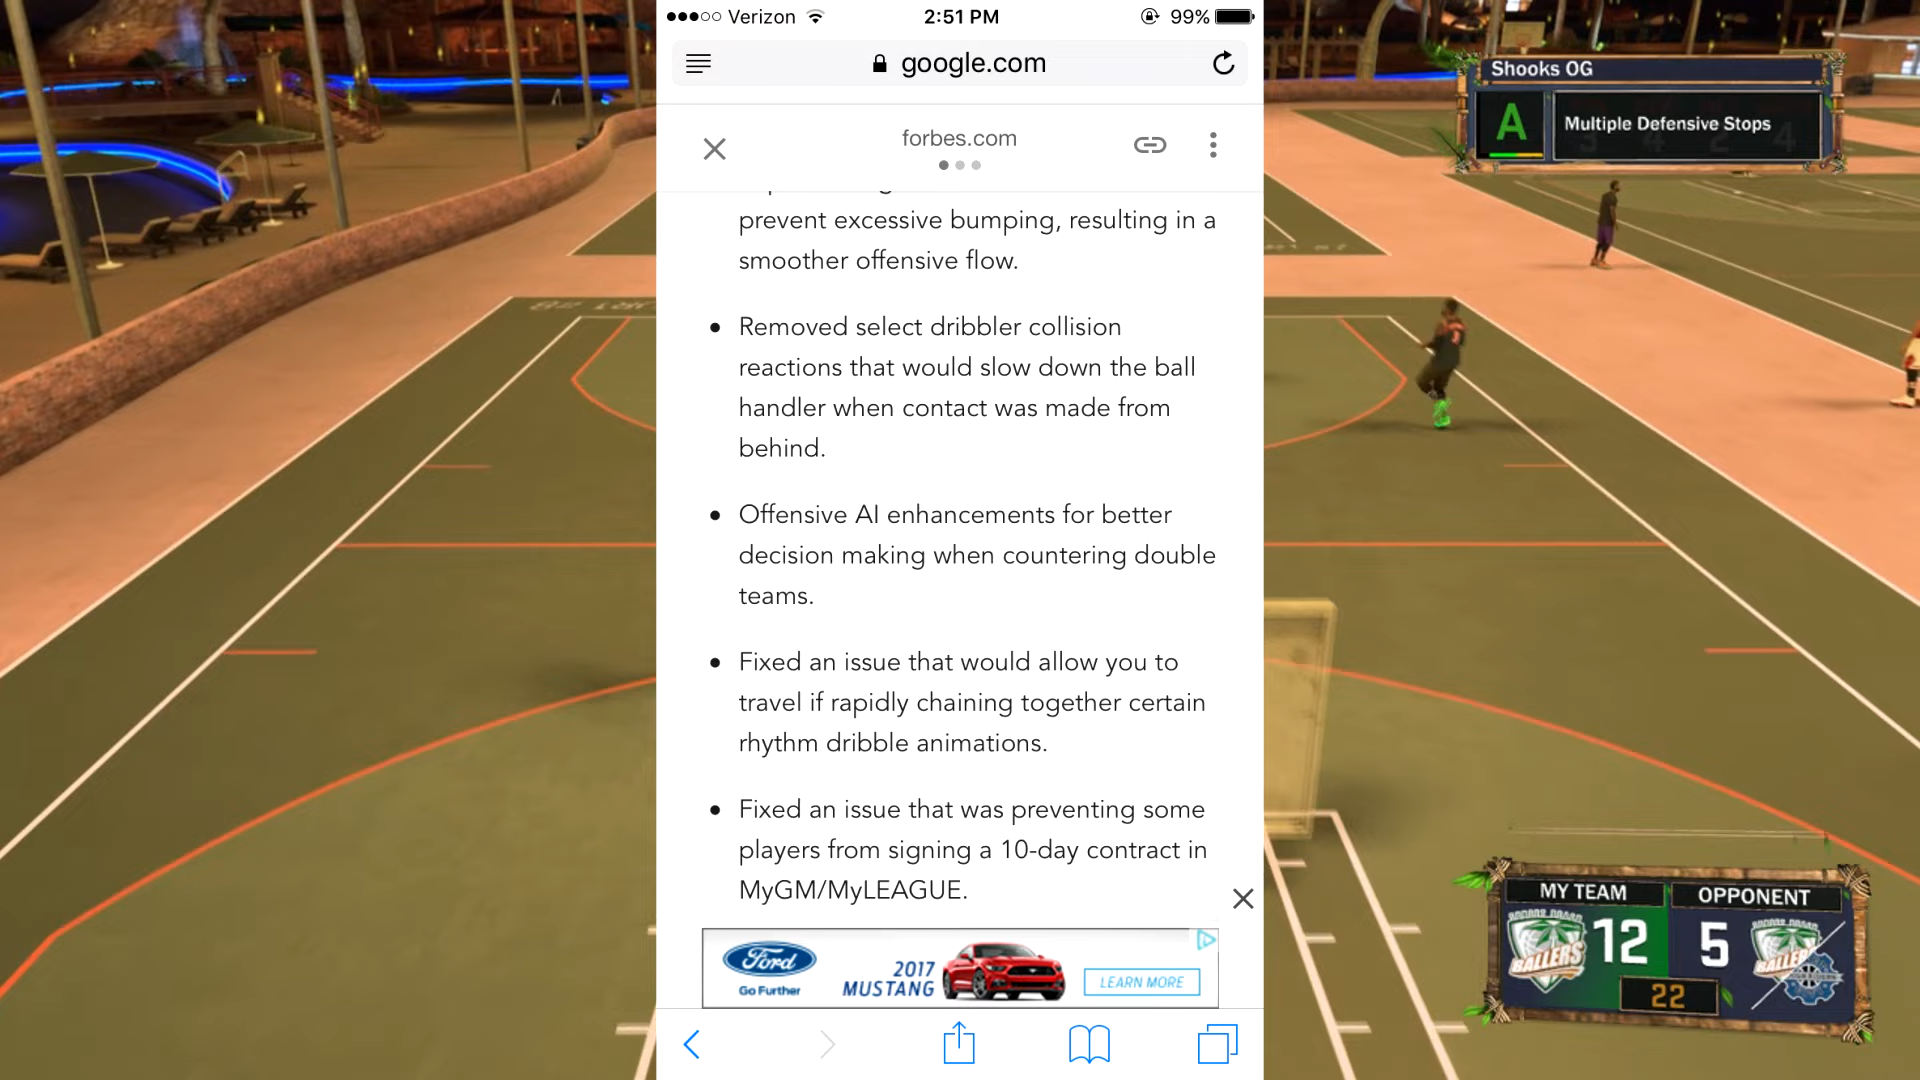 Verizon
2:51 PM
99%
google.com
forbes.com
prevent excessive bumping, resulting in a
smoother offensive flow.
• Removed select dribbler collision
reactions that would slow down the ball
handler when contact was made from
behind.
• Offensive AI enhancements for better
decision making when countering double
teams.
• Fixed an issue that would allow you to
travel if rapidly chaining together certain
rhythm dribble animations.
• Fixed an issue that was preventing some
players from signing a 10-day contract in
MyGM/MyLEAGUE.
Ford
Go Further
2017
MUSTANG
LEARN MORE
Shooks OG
A
Multiple Defensive Stops
MY TEAM
OPPONENT
BALLERS
12
5
BALLER
22